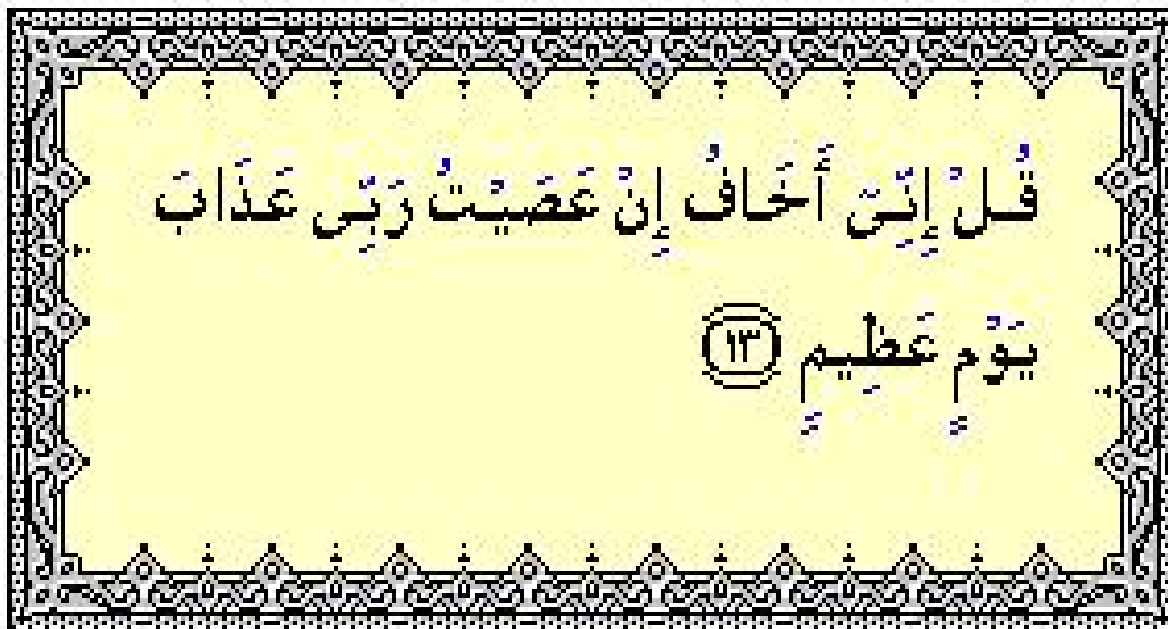 قُلْ إِنِّىٓ أَخَافُ إِنْ عَصَيْتُ رَبِّى عَذَابَ
يَوْمٍ عَظِيمٍ ١٣